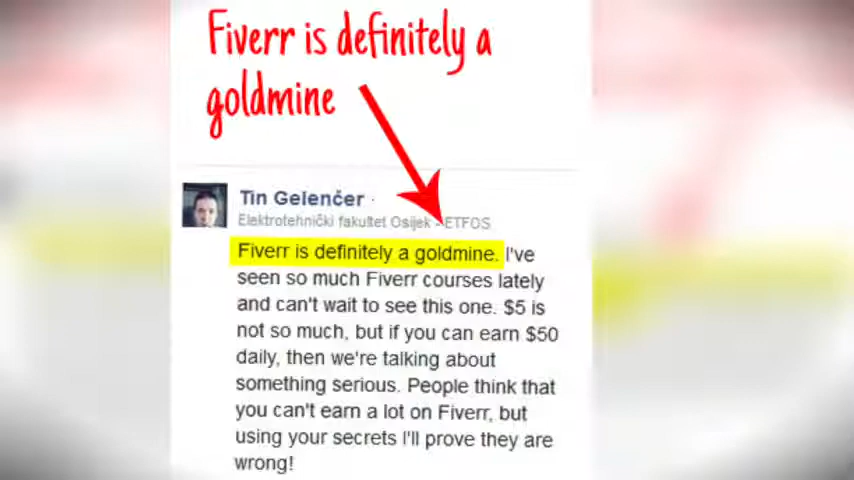 Fiverr is definitely a
goldmine
Tin Gelenčer ·
Elektrotehnički fakultet Osijek - ETFOS
Fiverr is definitely a goldmine. I've
seen so much Fiverr courses lately
and can't wait to see this one. $5 is
not so much, but if you can earn $50
daily, then we're talking about
something serious. People think that
you can't earn a lot on Fiverr, but
using your secrets I'll prove they are
wrong!